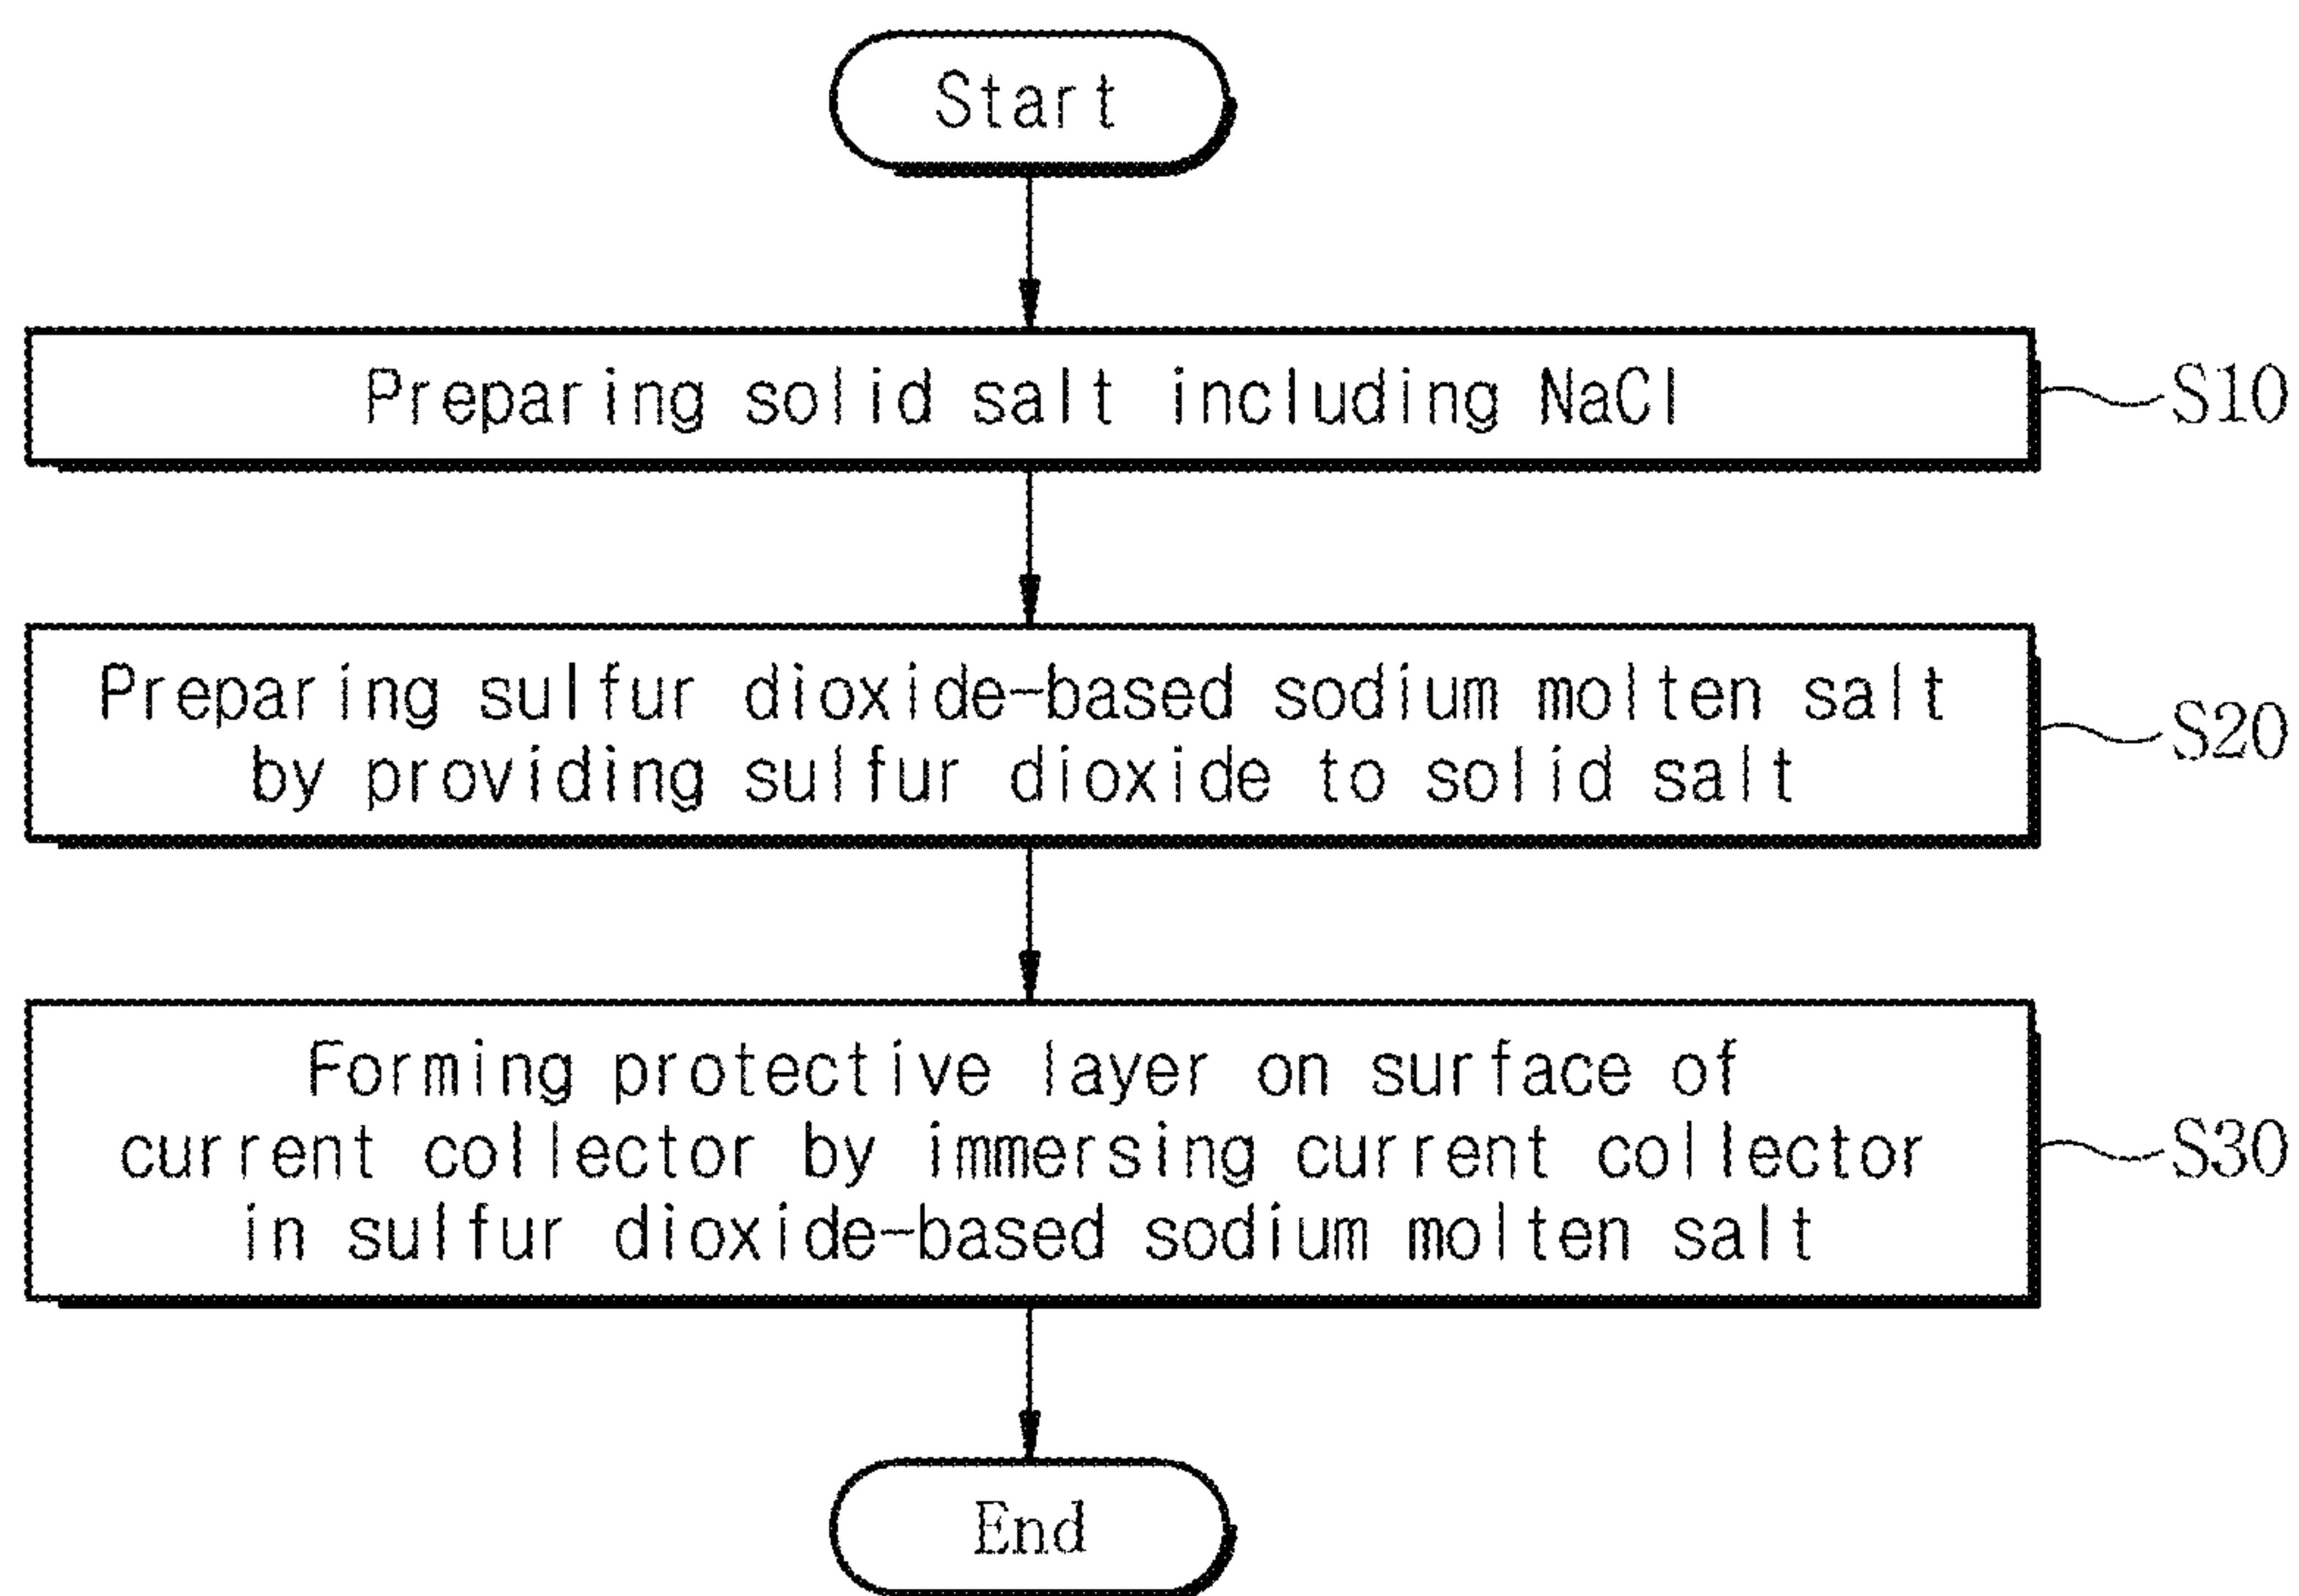 Start
Preparing solid salt including NaCl
S10
Preparing sulfur dioxide-based sodium molten salt
by providing sulfur dioxide to solid salt
S20
Forming protective layer on surface of
current collector by immersing current collector
in sulfur dioxide-based sodium molten salt
S30
End